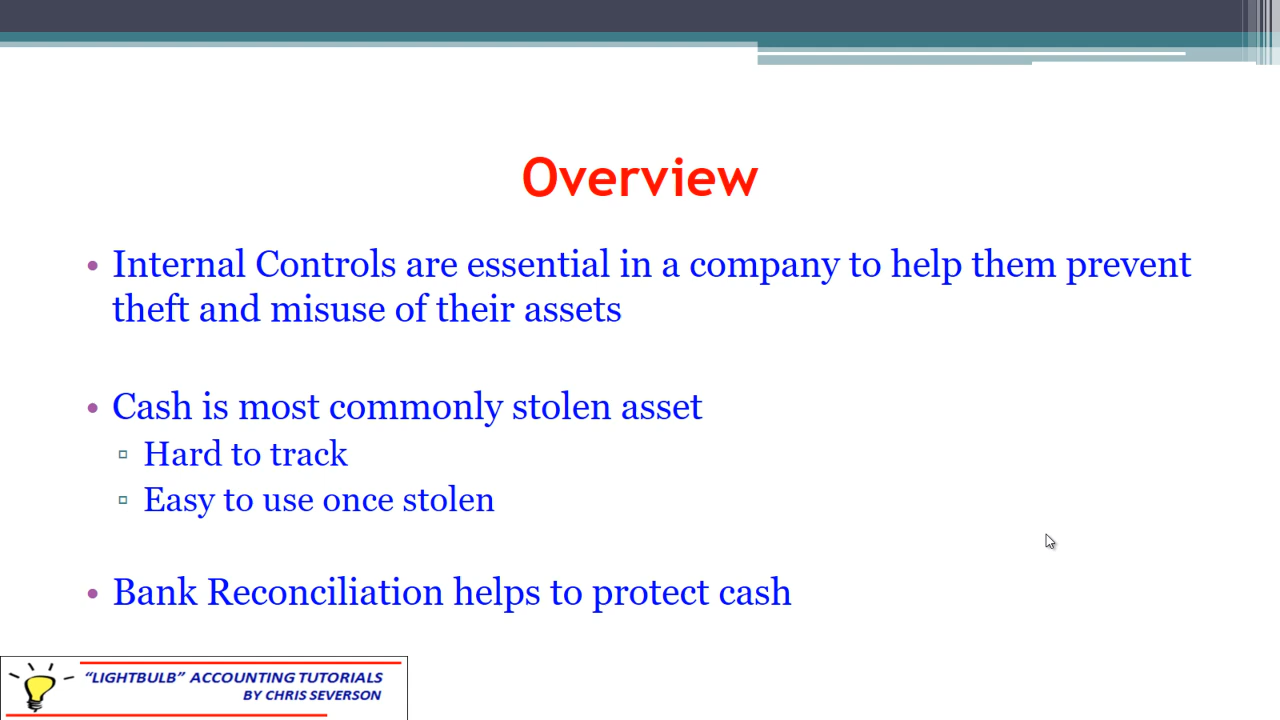 Overview
• Internal Controls are essential in a company to help them prevent
theft and misuse of their assets
• Cash is most commonly stolen asset
▫ Hard to track
▫ Easy to use once stolen
• Bank Reconciliation helps to protect cash
“LIGHTBULB” ACCOUNTING TUTORIALS
BY CHRIS SEVERSON